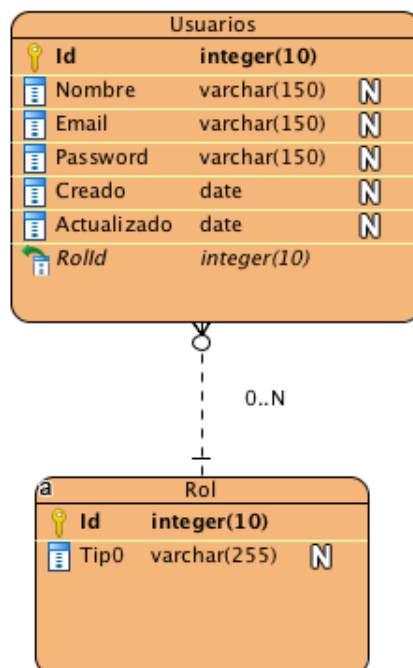 Usuarios
Id integer(10)
Nombre varchar(150) N
Email varchar(150) N
Password varchar(150) N
Creado date N
Actualizado date N
RolId integer(10)
0..N
a
Rol
Id integer(10)
Tip0 varchar(255) N